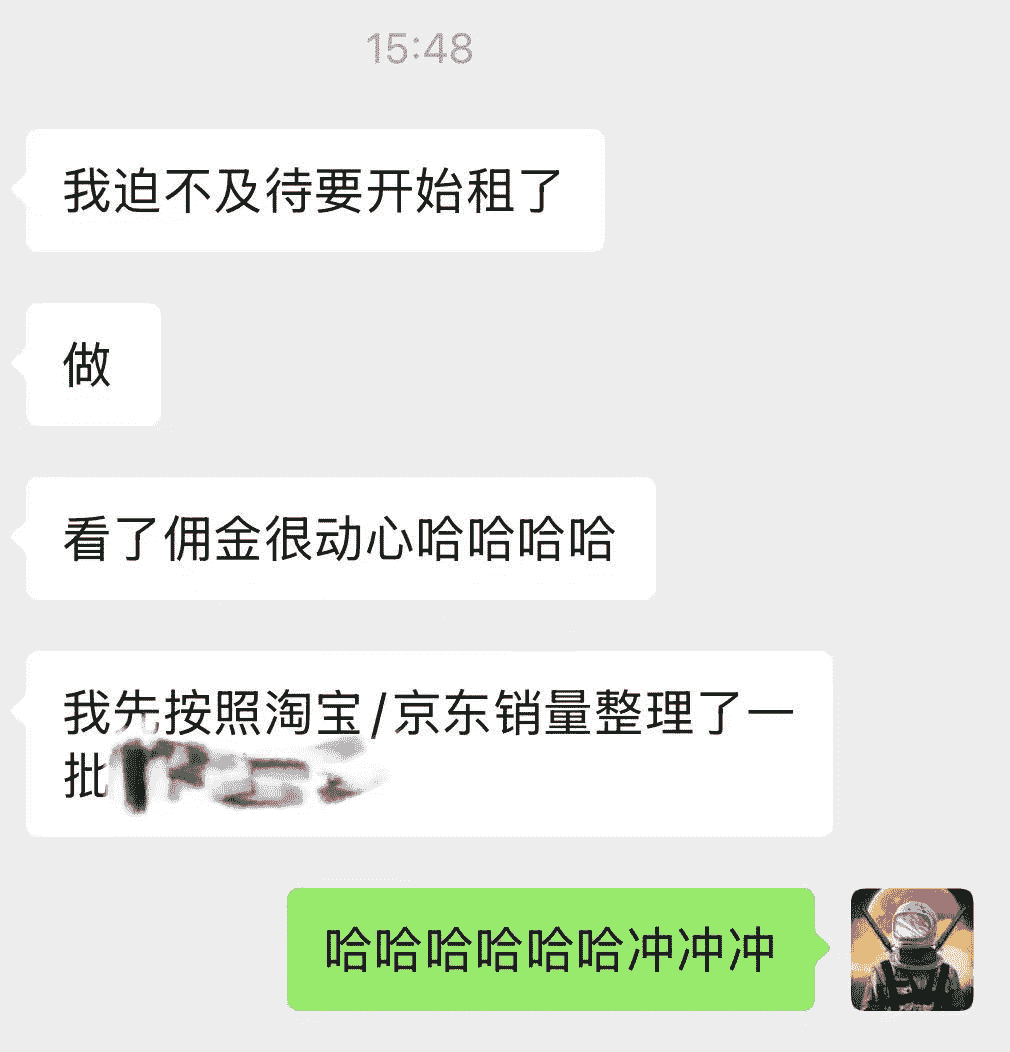 15:48
我迫不及待要开始租了
做
看了佣金很动心哈哈哈哈
我先按照淘宝/京东销量整理了一
批
哈哈哈哈哈哈冲冲冲